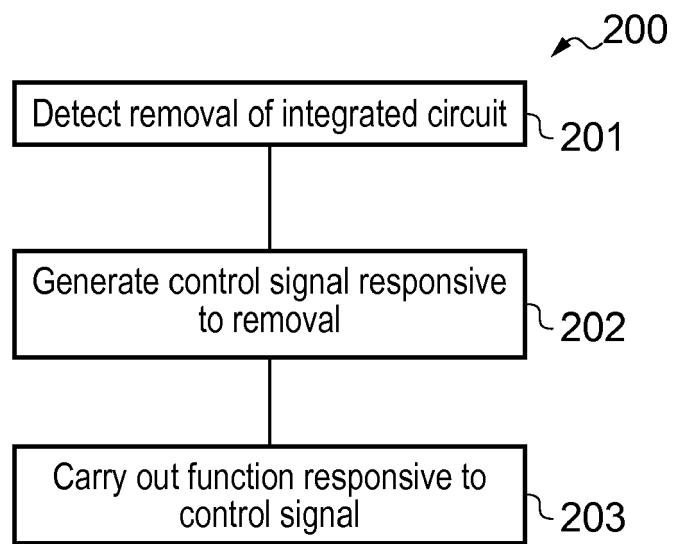 200
Detect removal of integrated circuit
201
Generate control signal responsive
to removal
202
Carry out function responsive to
control signal
203